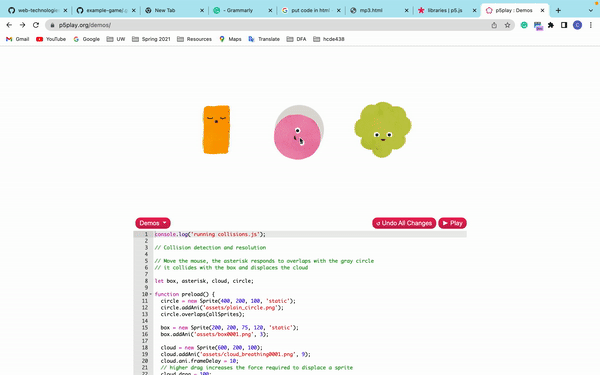 web-technologie
example-game/.g
New Tab
- Grammarly
put code in html
mp3.html
libraries | p5.js
p5play : Demos
p5play.org/demos/
Gmail
YouTube
Google
UW
Spring 2021
Resources
Maps
Translate
DFA
hcde438
Demos
Undo All Changes
Play
1 console.log('running collisions.js');
2
3 // Collision detection and resolution
4
5 // Move the mouse, the asterisk responds to overlaps with the gray circle
6 // it collides with the box and displaces the cloud
7
8 let box, asterisk, cloud, circle;
9
10 function preload() {
11 circle = new Sprite(400, 200, 100, 'static');
12 circle.addAni('assets/plain_circle.png');
13 circle.overlaps(allSprites);
14
15 box = new Sprite(200, 200, 75, 120, 'static');
16 box.addAni('assets/box0001.png', 3);
17
18 cloud = new Sprite(600, 200, 100);
19 cloud.addAni('assets/cloud_breathing0001.png', 9);
20 cloud.ani.frameDelay = 10;
21 // higher drag increases the force required to displace a sprite
22 cloud.drag = 100;